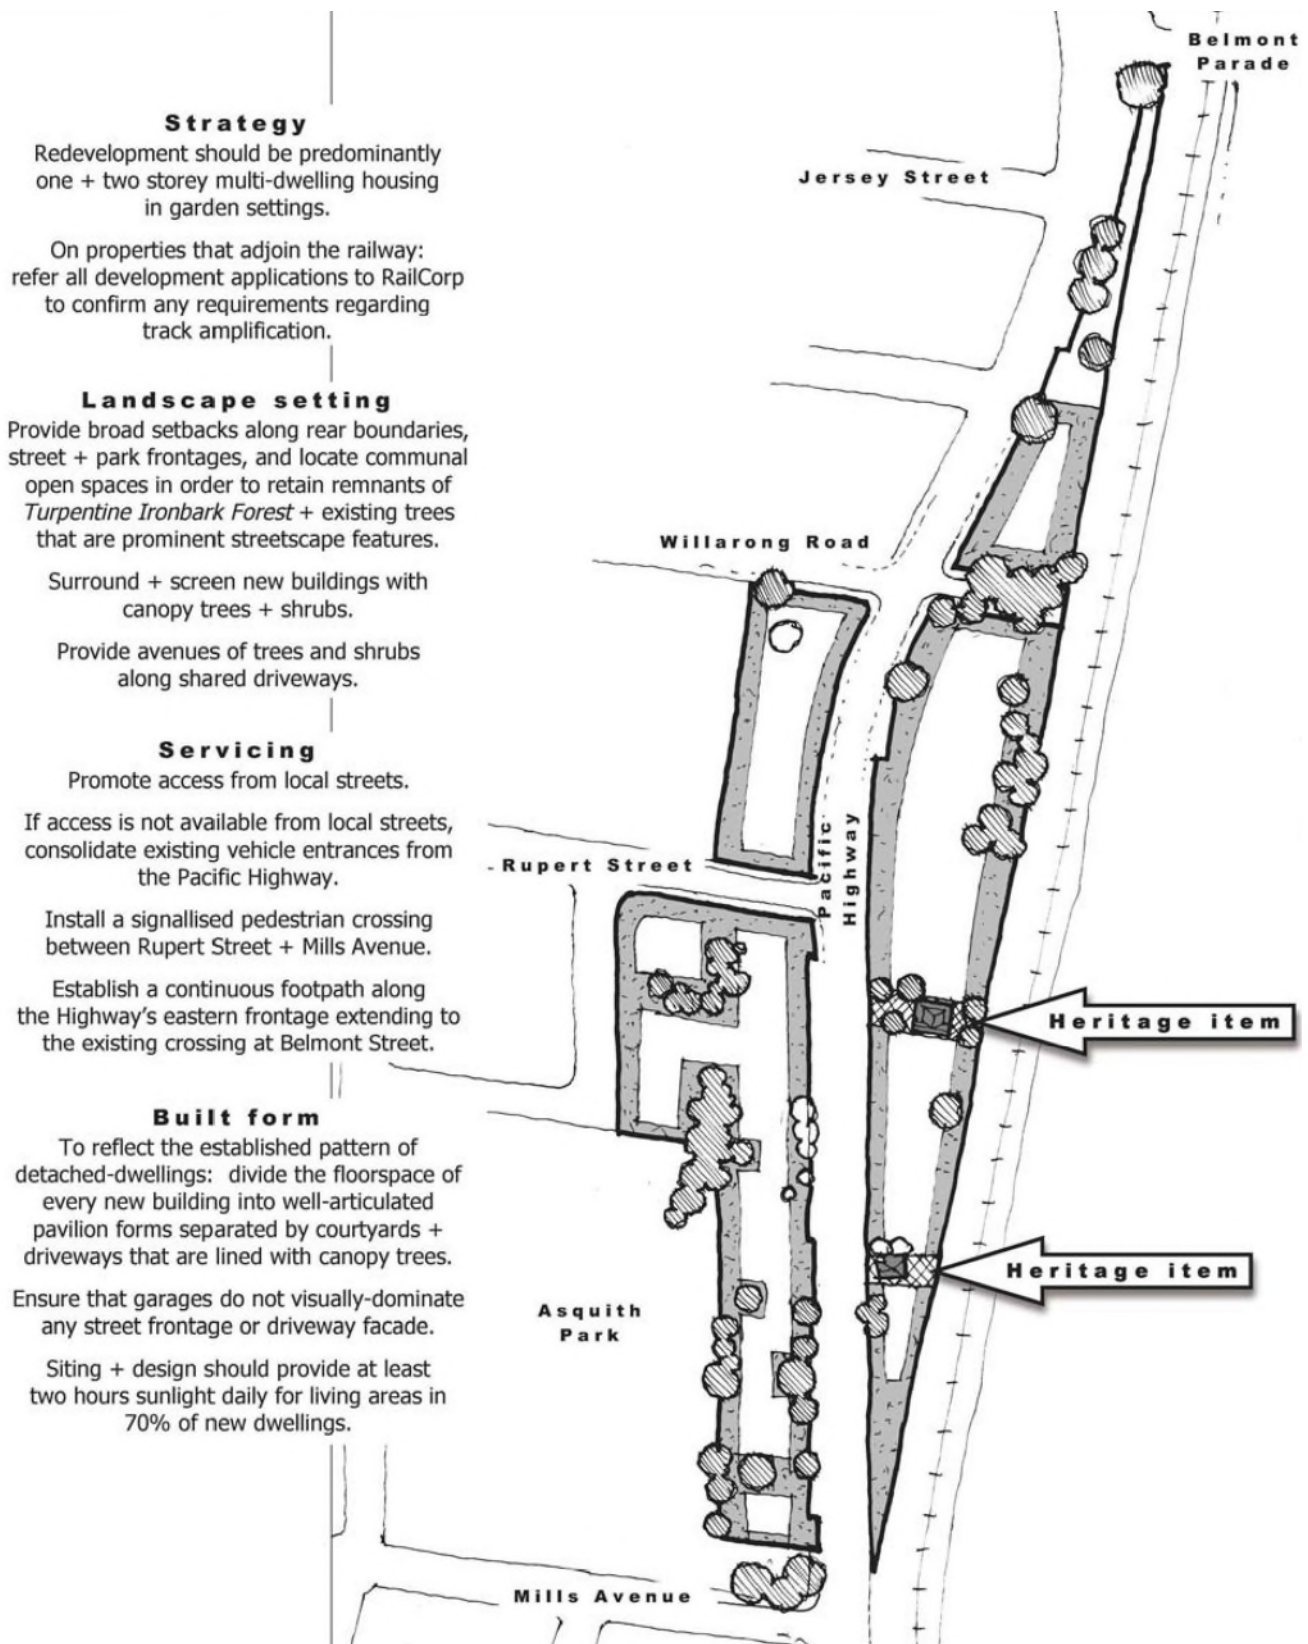 Strategy
Redevelopment should be predominantly
one + two storey multi-dwelling housing
in garden settings.
On properties that adjoin the railway:
refer all development applications to RailCorp
to confirm any requirements regarding
track amplification.
Landscape setting
Provide broad setbacks along rear boundaries,
street + park frontages, and locate communal
open spaces in order to retain remnants of
Turpentine Ironbark Forest + existing trees
that are prominent streetscape features.
Surround + screen new buildings with
canopy trees + shrubs.
Provide avenues of trees and shrubs
along shared driveways.
Servicing
Promote access from local streets.
If access is not available from local streets,
consolidate existing vehicle entrances from
the Pacific Highway.
Install a signallised pedestrian crossing
between Rupert Street + Mills Avenue.
Establish a continuous footpath along
the Highway's eastern frontage extending to
the existing crossing at Belmont Street.
Built form
To reflect the established pattern of
detached-dwellings: divide the floorspace of
every new building into well-articulated
pavilion forms separated by courtyards +
driveways that are lined with canopy trees.
Ensure that garages do not visually-dominate
any street frontage or driveway facade.
Siting + design should provide at least
two hours sunlight daily for living areas in
70% of new dwellings.
Belmont
Parade
Jersey Street
Willarong Road
Rupert Street
Pacific
Highway
Heritage item
Heritage item
Asquith
Park
Mills Avenue